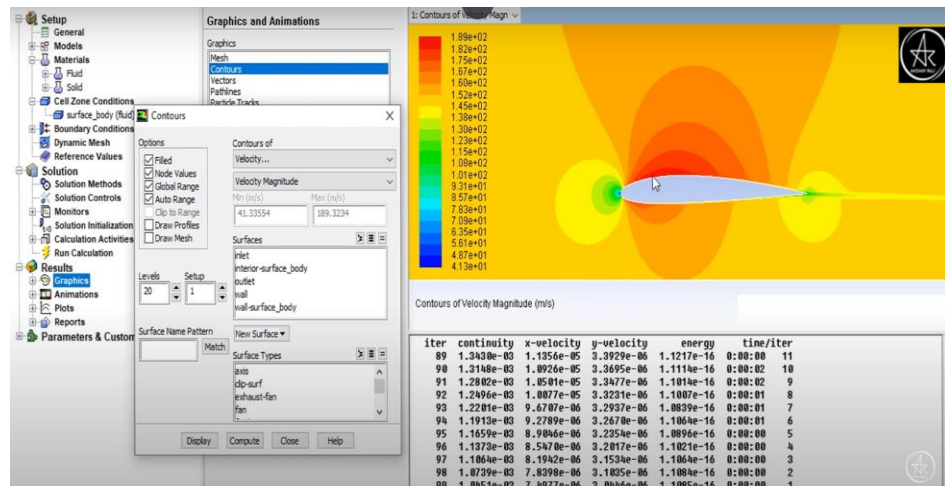 Setup
General
Models
Materials
Fluid
Solid
Cell Zone Conditions
surface_body (fluid)
Boundary Conditions
Dynamic Mesh
Reference Values
Solution
Solution Methods
Solution Controls
Monitors
Solution Initialization
Calculation Activities
Run Calculation
Results
Graphics
Animations
Plots
Reports
Parameters & Custom
Graphics and Animations
Graphics
Mesh
Contours
Vectors
Pathlines
Particle Tracks
Contours
X
Options
Filled
Node Values
Global Range
Auto Range
Clip to Range
Draw Profiles
Draw Mesh
Levels Setup
20 1
Surface Name Pattern
Match
Contours of
Velocity...
Velocity Magnitude
Min (m/s) Max (m/s)
41.33554 189.3234
Surfaces
inlet
interior-surface_body
outlet
wall
wall-surface_body
New Surface
Surface Types
axis
clip-surf
exhaust-fan
fan
Display Compute Close Help
1: Contours of Velocity Magn
1.89e+02
1.82e+02
1.75e+02
1.67e+02
1.60e+02
1.52e+02
1.45e+02
1.38e+02
1.30e+02
1.23e+02
1.15e+02
1.08e+02
1.01e+02
9.31e+01
8.57e+01
7.83e+01
7.09e+01
6.35e+01
5.61e+01
4.87e+01
4.13e+01
Contours of Velocity Magnitude (m/s)
iter continuity x-velocity y-velocity energy time/iter
89 1.3430e-03 1.1356e-05 3.3929e-06 1.1217e-16 0:00:00 11
90 1.3148e-03 1.0926e-05 3.3695e-06 1.1114e-16 0:00:02 10
91 1.2802e-03 1.0501e-05 3.3477e-06 1.1014e-16 0:00:02 9
92 1.2496e-03 1.0077e-05 3.3231e-06 1.1007e-16 0:00:01 8
93 1.2201e-03 9.6707e-06 3.2937e-06 1.0839e-16 0:00:01 7
94 1.1913e-03 9.2789e-06 3.2670e-06 1.1064e-16 0:00:01 6
95 1.1659e-03 8.9046e-06 3.2354e-06 1.0896e-16 0:00:00 5
96 1.1373e-03 8.5470e-06 3.2017e-06 1.1021e-16 0:00:00 4
97 1.1064e-03 8.1942e-06 3.1534e-06 1.1064e-16 0:00:00 3
98 1.0739e-03 7.8398e-06 3.1035e-06 1.1084e-16 0:00:00 2